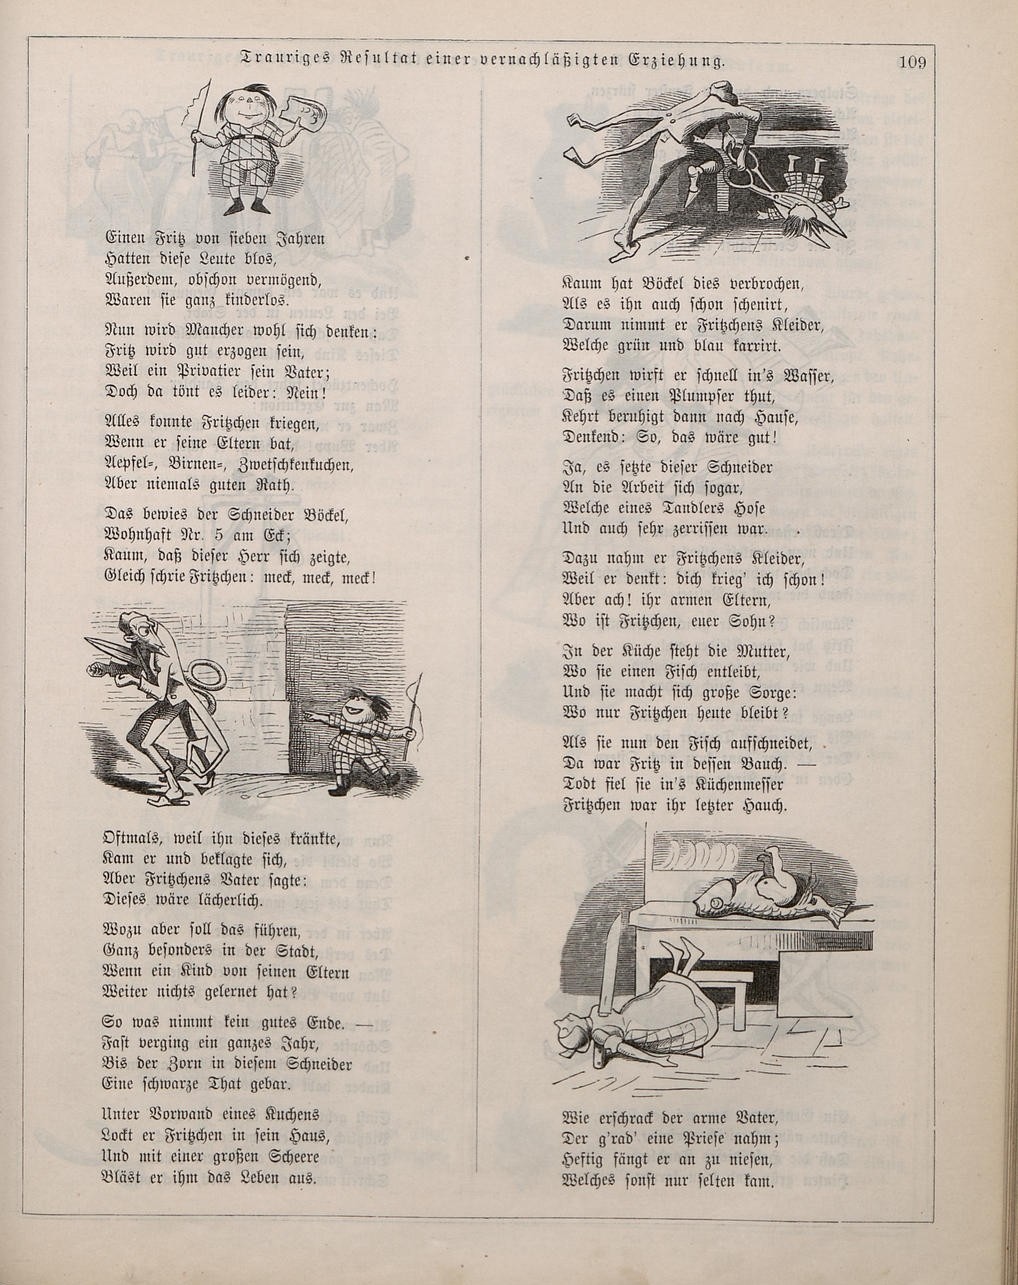 Trauriges Resultat einer vernachläßigten Erziehung.
109
Einen Fritz von sieben Jahren
Hatten diese Leute blos,
Außerdem, obschon vermögend,
Waren sie ganz kinderlos.
Nun wird Mancher wohl sich denken:
Fritz wird gut erzogen sein,
Weil ein Privatier sein Vater;
Doch da tönt es leider: Nein!
Alles konnte Fritzchen kriegen,
Wenn er seine Eltern bat,
Aepfel-, Birnen-, Zwetschkenkuchen,
Aber niemals guten Rath.
Das bewies der Schneider Böckel,
Wohnhaft Nr. 5 am Eck;
Kaum, daß dieser Herr sich zeigte,
Gleich schrie Fritzchen: meck, meck, meck!
Oftmals, weil ihn dieses kränkte,
Kam er und beklagte sich,
Aber Fritzchens Vater sagte:
Dieses wäre lächerlich.
Wozu aber soll das führen,
Ganz besonders in der Stadt,
Wenn ein Kind von seinen Eltern
Weiter nichts gelernet hat?
So was nimmt kein gutes Ende. —
Fast verging ein ganzes Jahr,
Bis der Zorn in diesem Schneider
Eine schwarze That gebar.
Unter Vorwand eines Kuchens
Lockt er Fritzchen in sein Haus,
Und mit einer großen Scheere
Bläst er ihm das Leben aus.
Kaum hat Böckel dies verbrochen,
Als es ihn auch schon schenirt,
Darum nimmt er Fritzchens Kleider,
Welche grün und blau karrirt.
Fritzchen wirft er schnell in's Wasser,
Daß es einen Plumpser thut,
Kehrt beruhigt dann nach Hause,
Denkend: So, das wäre gut!
Ja, es setzte dieser Schneider
An die Arbeit sich sogar,
Welche eines Tandlers Hose
Und auch sehr zerrissen war.
Dazu nahm er Fritzchens Kleider,
Weil er denkt: dich krieg' ich schon!
Aber ach! ihr armen Eltern,
Wo ist Fritzchen, euer Sohn?
In der Küche steht die Mutter,
Wo sie einen Fisch entleibt,
Und sie macht sich große Sorge:
Wo nur Fritzchen heute bleibt?
Als sie nun den Fisch aufschneidet,
Da war Fritz in dessen Bauch. —
Todt fiel sie in's Küchenmesser
Fritzchen war ihr letzter Hauch.
Wie erschrack der arme Vater,
Der g'rad' eine Priese nahm;
Heftig fängt er an zu niesen,
Welches sonst nur selten kam.